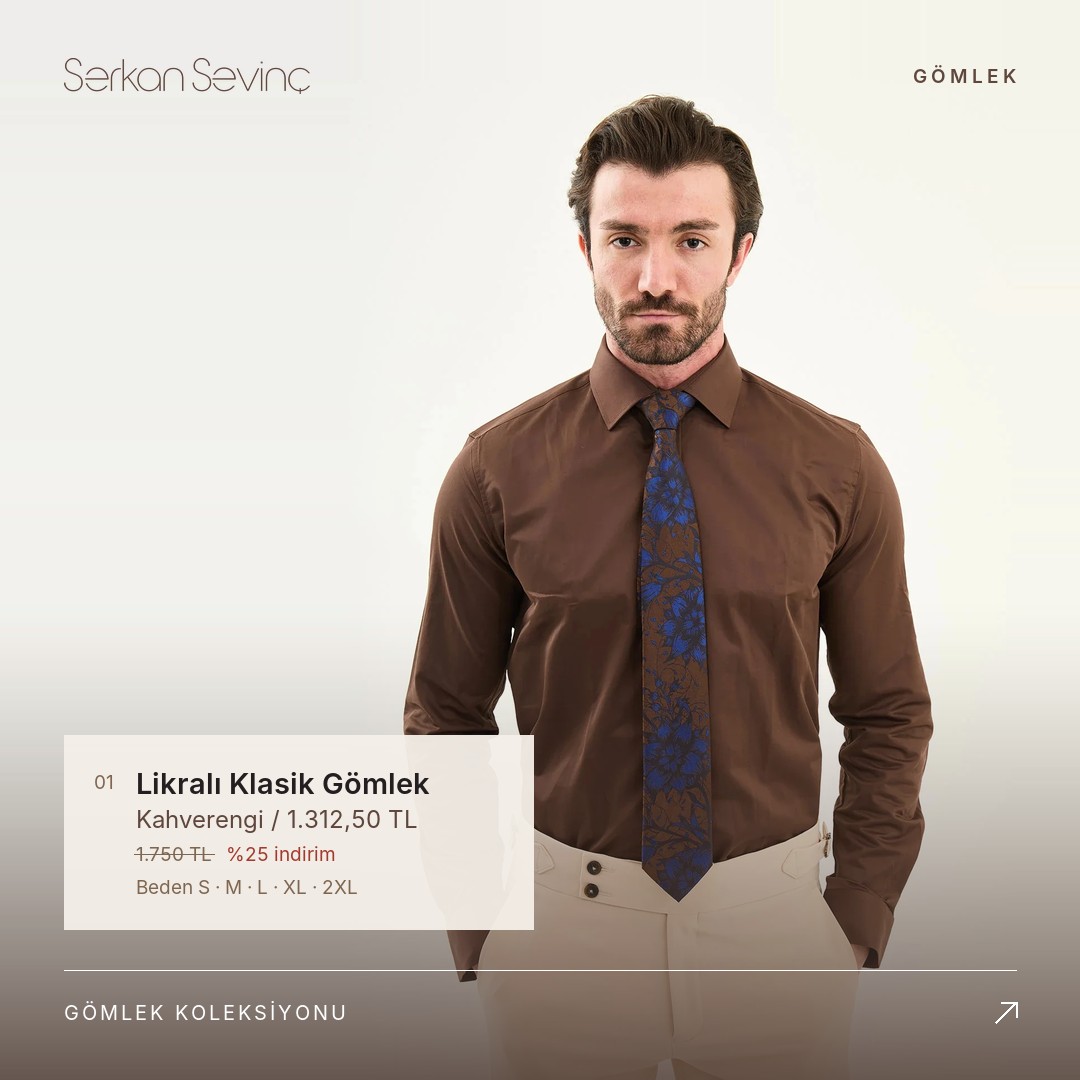 Serkan Sevinç
GÖMLEK
01 Likralı Klasik Gömlek
Kahverengi / 1.312,50 TL
1.750 TL %25 indirim
Beden S · M · L · XL · 2XL
GÖMLEK KOLEKSİYONU